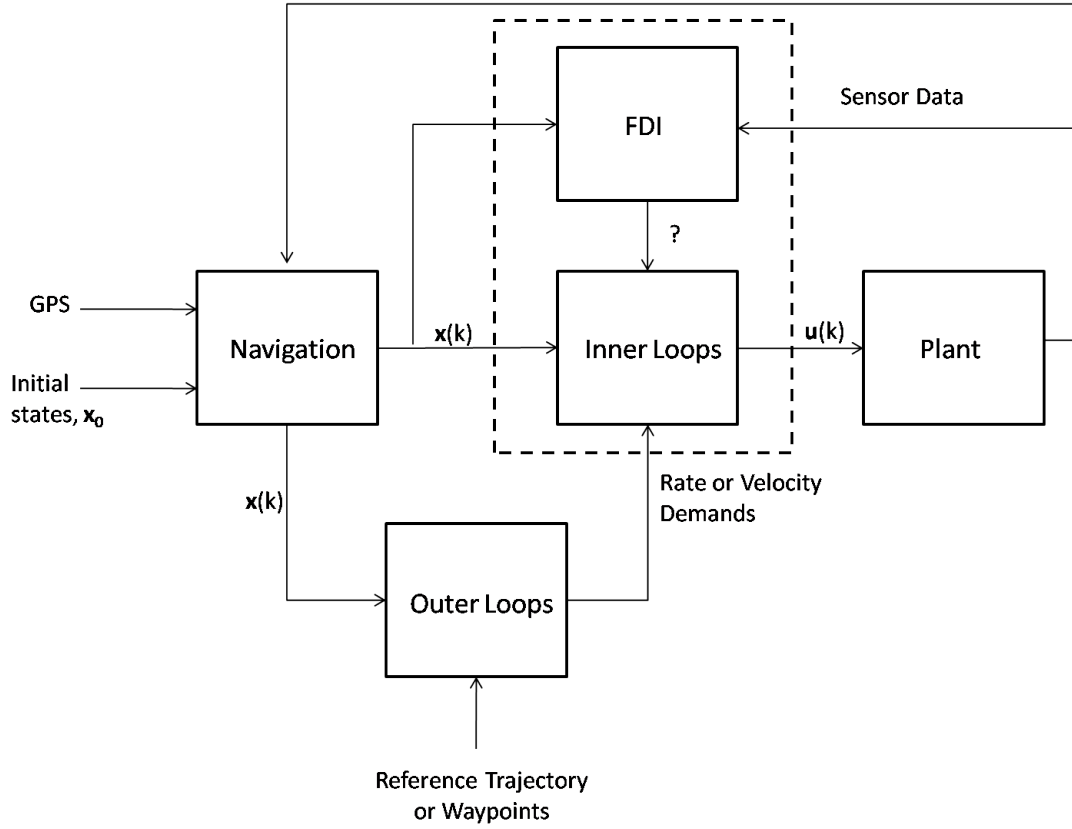 FDI
Sensor Data
?
GPS
Navigation
x(k)
Inner Loops
u(k)
Plant
Initial
states, x₀
x(k)
Rate or Velocity
Demands
Outer Loops
Reference Trajectory
or Waypoints